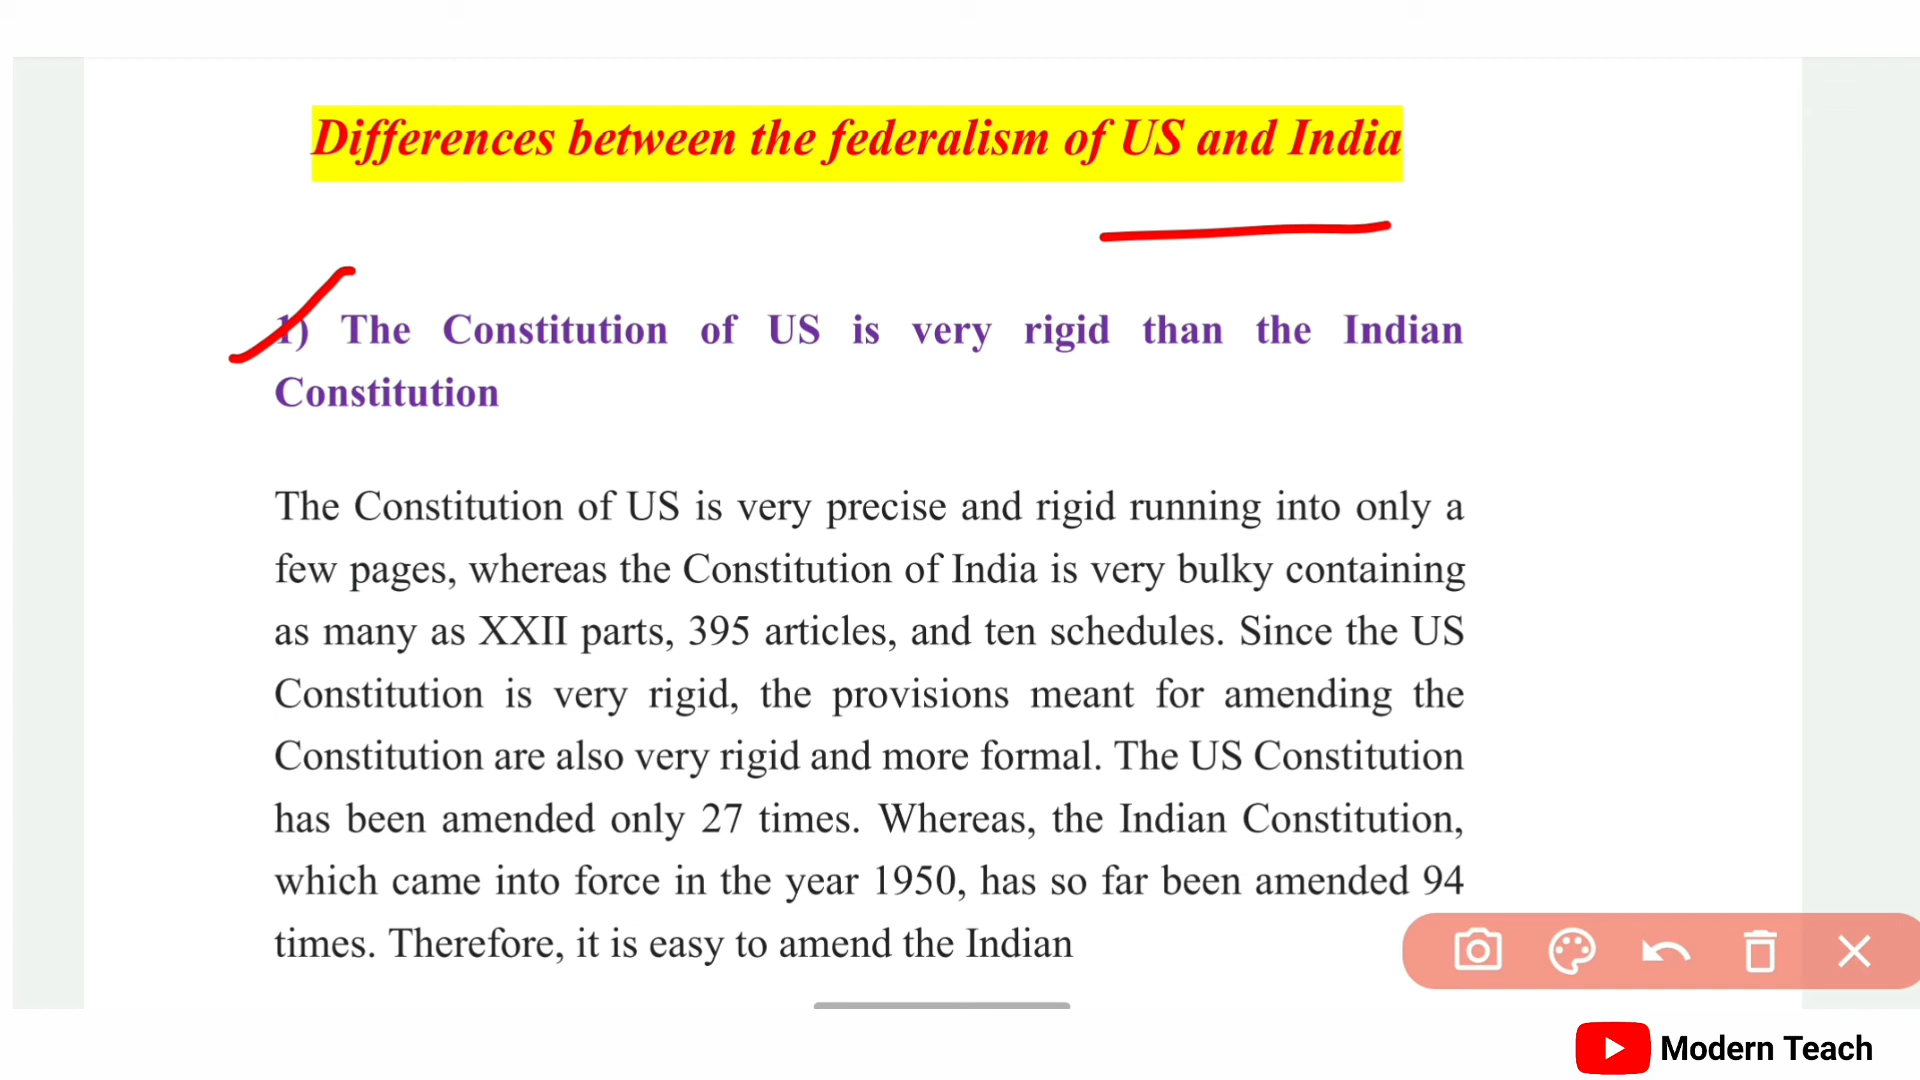 Differences between the federalism of US and India
1) The Constitution of US is very rigid than the Indian
Constitution
The Constitution of US is very precise and rigid running into only a
few pages, whereas the Constitution of India is very bulky containing
as many as XXII parts, 395 articles, and ten schedules. Since the US
Constitution is very rigid, the provisions meant for amending the
Constitution are also very rigid and more formal. The US Constitution
has been amended only 27 times. Whereas, the Indian Constitution,
which came into force in the year 1950, has so far been amended 94
times. Therefore, it is easy to amend the Indian
Modern Teach